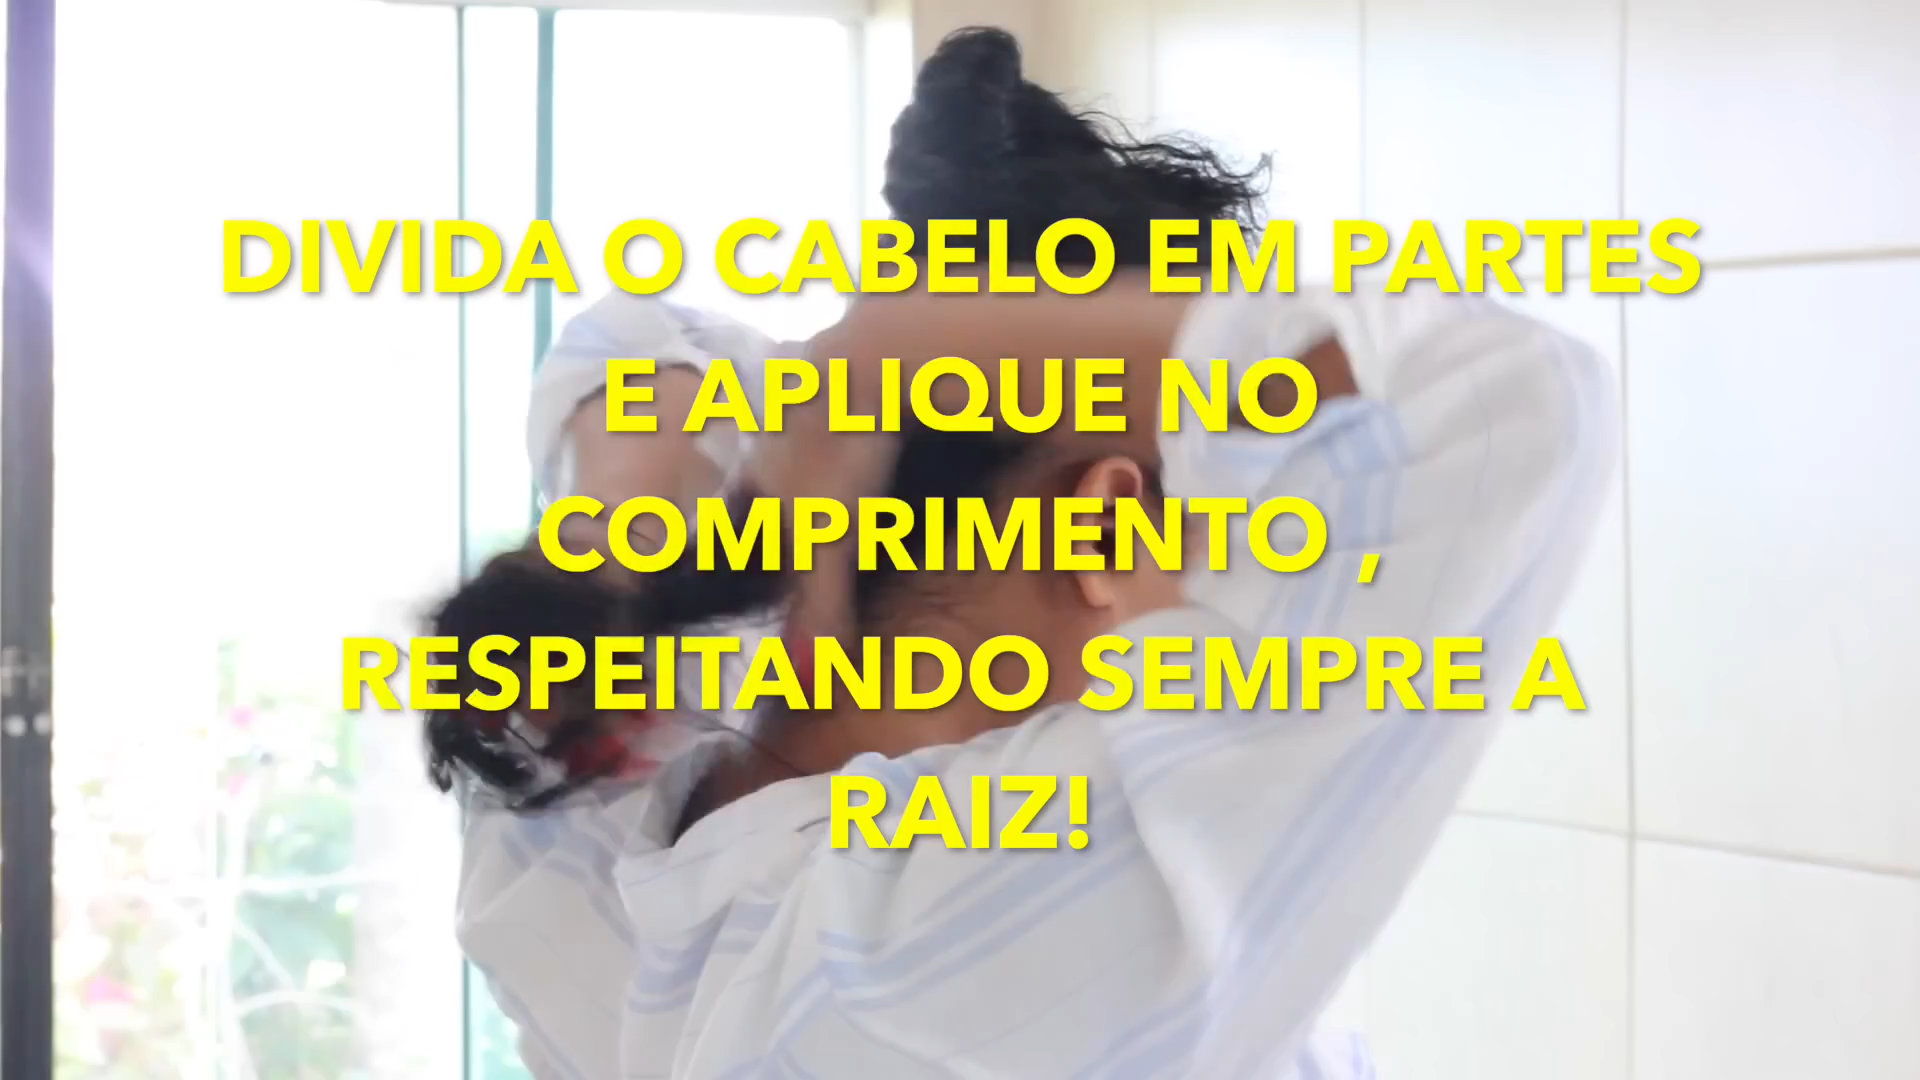 DIVIDA O CABELO EM PARTES
E APLIQUE NO
COMPRIMENTO ,
RESPEITANDO SEMPRE A
RAIZ!